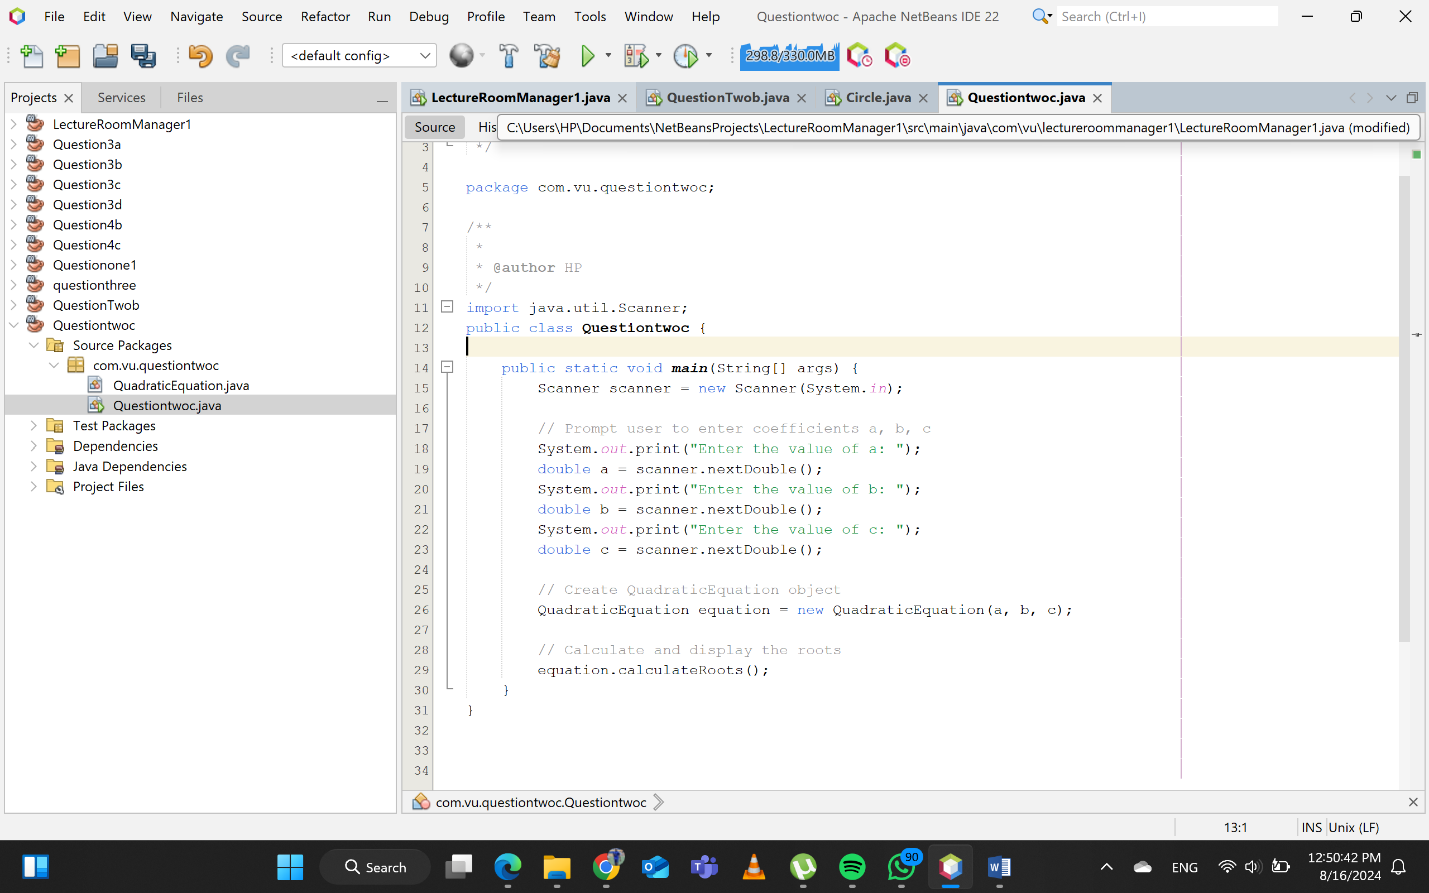 File Edit View Navigate Source Refactor Run Debug Profile Team Tools Window Help Questiontwoc - Apache NetBeans IDE 22 Search (Ctrl+I)
<default config> 298.8/330.0MB
Projects Services Files
LectureRoomManager1.java QuestionTwob.java Circle.java Questiontwoc.java
Source His C:\Users\HP\Documents\NetBeansProjects\LectureRoomManager1\src\main\java\com\vu\lectureroommanager1\LectureRoomManager1.java (modified)
LectureRoomManager1
Question3a
Question3b
Question3c
Question3d
Question4b
Question4c
Questionone1
questionthree
QuestionTwob
Questiontwoc
Source Packages
com.vu.questiontwoc
QuadraticEquation.java
Questiontwoc.java
Test Packages
Dependencies
Java Dependencies
Project Files
3 */
4
5 package com.vu.questiontwoc;
6
7 /**
8 *
9 * @author HP
10 */
11 import java.util.Scanner;
12 public class Questiontwoc {
13
14 public static void main(String[] args) {
15 Scanner scanner = new Scanner(System.in);
16
17 // Prompt user to enter coefficients a, b, c
18 System.out.print("Enter the value of a: ");
19 double a = scanner.nextDouble();
20 System.out.print("Enter the value of b: ");
21 double b = scanner.nextDouble();
22 System.out.print("Enter the value of c: ");
23 double c = scanner.nextDouble();
24
25 // Create QuadraticEquation object
26 QuadraticEquation equation = new QuadraticEquation(a, b, c);
27
28 // Calculate and display the roots
29 equation.calculateRoots();
30 }
31 }
32
33
34
com.vu.questiontwoc.Questiontwoc
13:1 INS Unix (LF)
Search 90 ENG 12:50:42 PM
8/16/2024